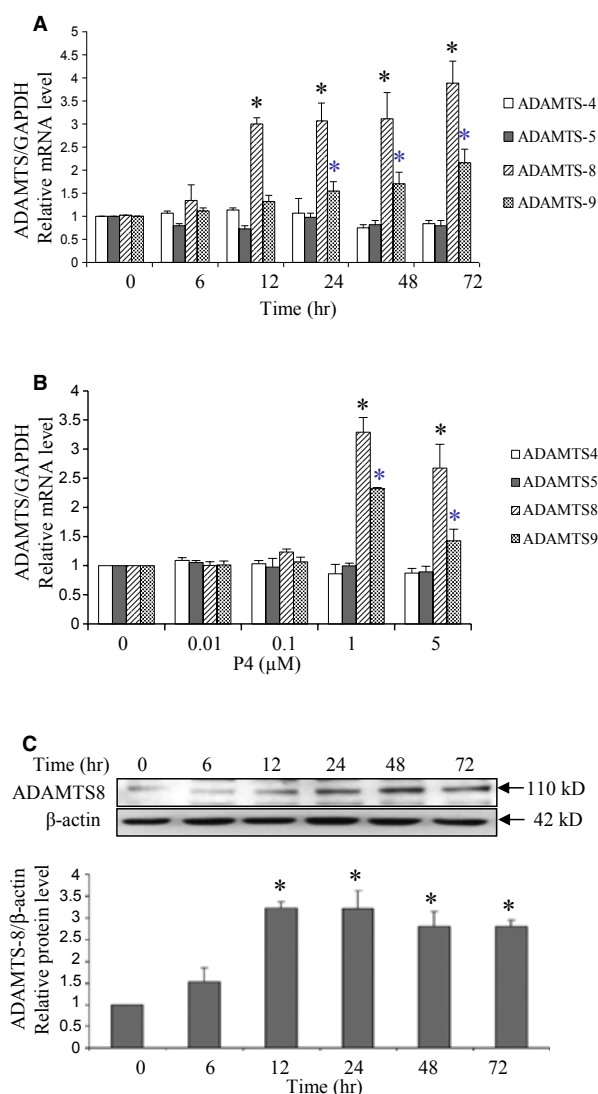 A
ADAMTS/GAPDH
Relative mRNA level
5
4.5
4
3.5
3
2.5
2
1.5
1
0.5
0
* * * * * * *
ADAMTS-4
ADAMTS-5
ADAMTS-8
ADAMTS-9
0 6 12 24 48 72
Time (hr)
B
ADAMTS/GAPDH
Relative mRNA level
4
3.5
3
2.5
2
1.5
1
0.5
0
* * * *
ADAMTS4
ADAMTS5
ADAMTS8
ADAMTS9
0 0.01 0.1 1 5
P4 (µM)
C
Time (hr) 0 6 12 24 48 72
ADAMTS8 110 kD
β-actin 42 kD
ADAMTS-8/β-actin
Relative protein level
4
3.5
3
2.5
2
1.5
1
0.5
0
* * * *
0 6 12 24 48 72
Time (hr)